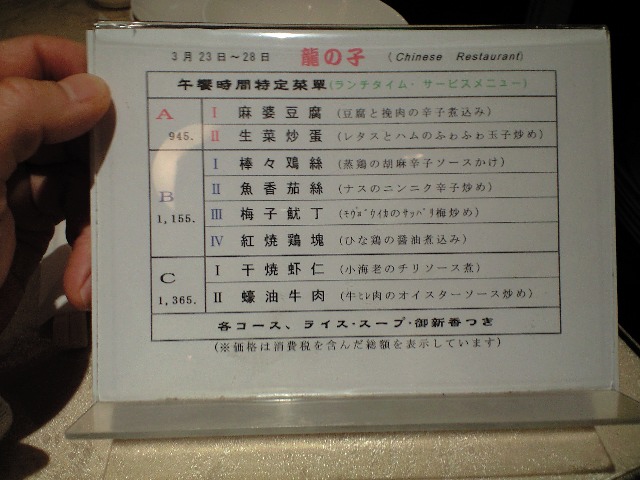 3月23日～28日 龍の子 (Chinese Restaurant)
午饗時間特定菜單(ランチタイム・サービスメニュー)
A 945. I 麻婆豆腐 (豆腐と挽肉の辛子煮込み)
II 生菜炒蛋 (レタスとハムのふわふわ玉子炒め)
B 1,155. I 棒々鶏絲 (蒸鶏の胡麻辛子ソースかけ)
II 魚香茄絲 (ナスのニンニク辛子炒め)
III 梅子魷丁 (ﾓﾝｺﾞｳイカのｻｯﾊﾟﾘ梅炒め)
IV 紅焼鶏塊 (ひな鶏の醤油煮込み)
C 1,365. I 干焼虾仁 (小海老のチリソース煮)
II 蠔油牛肉 (牛ﾋﾚ肉のオイスターソース炒め)
各コース、ライス・スープ・御新香つき
(※価格は消費税を含んだ総額を表示しています)